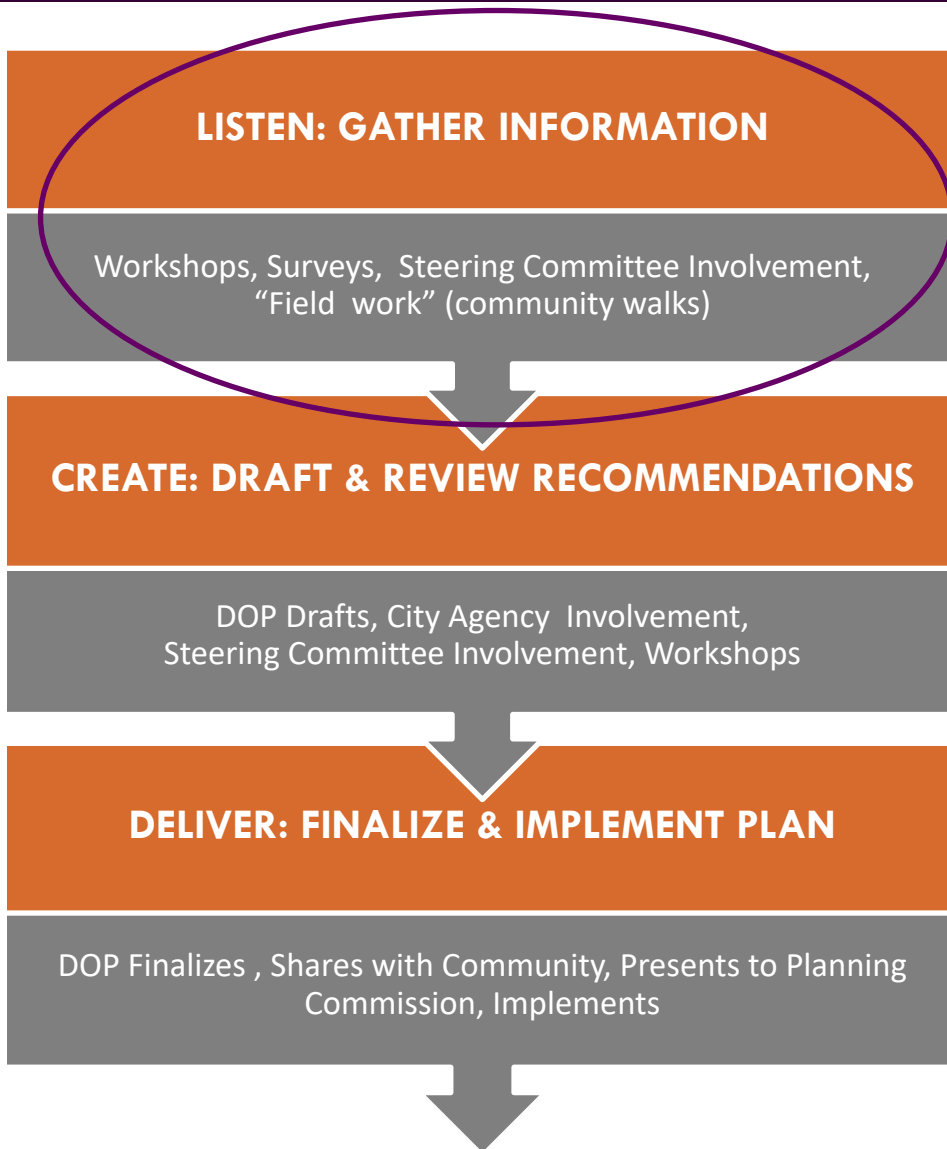 LISTEN: GATHER INFORMATION
Workshops, Surveys, Steering Committee Involvement,
“Field work” (community walks)
CREATE: DRAFT & REVIEW RECOMMENDATIONS
DOP Drafts, City Agency Involvement,
Steering Committee Involvement, Workshops
DELIVER: FINALIZE & IMPLEMENT PLAN
DOP Finalizes , Shares with Community, Presents to Planning
Commission, Implements